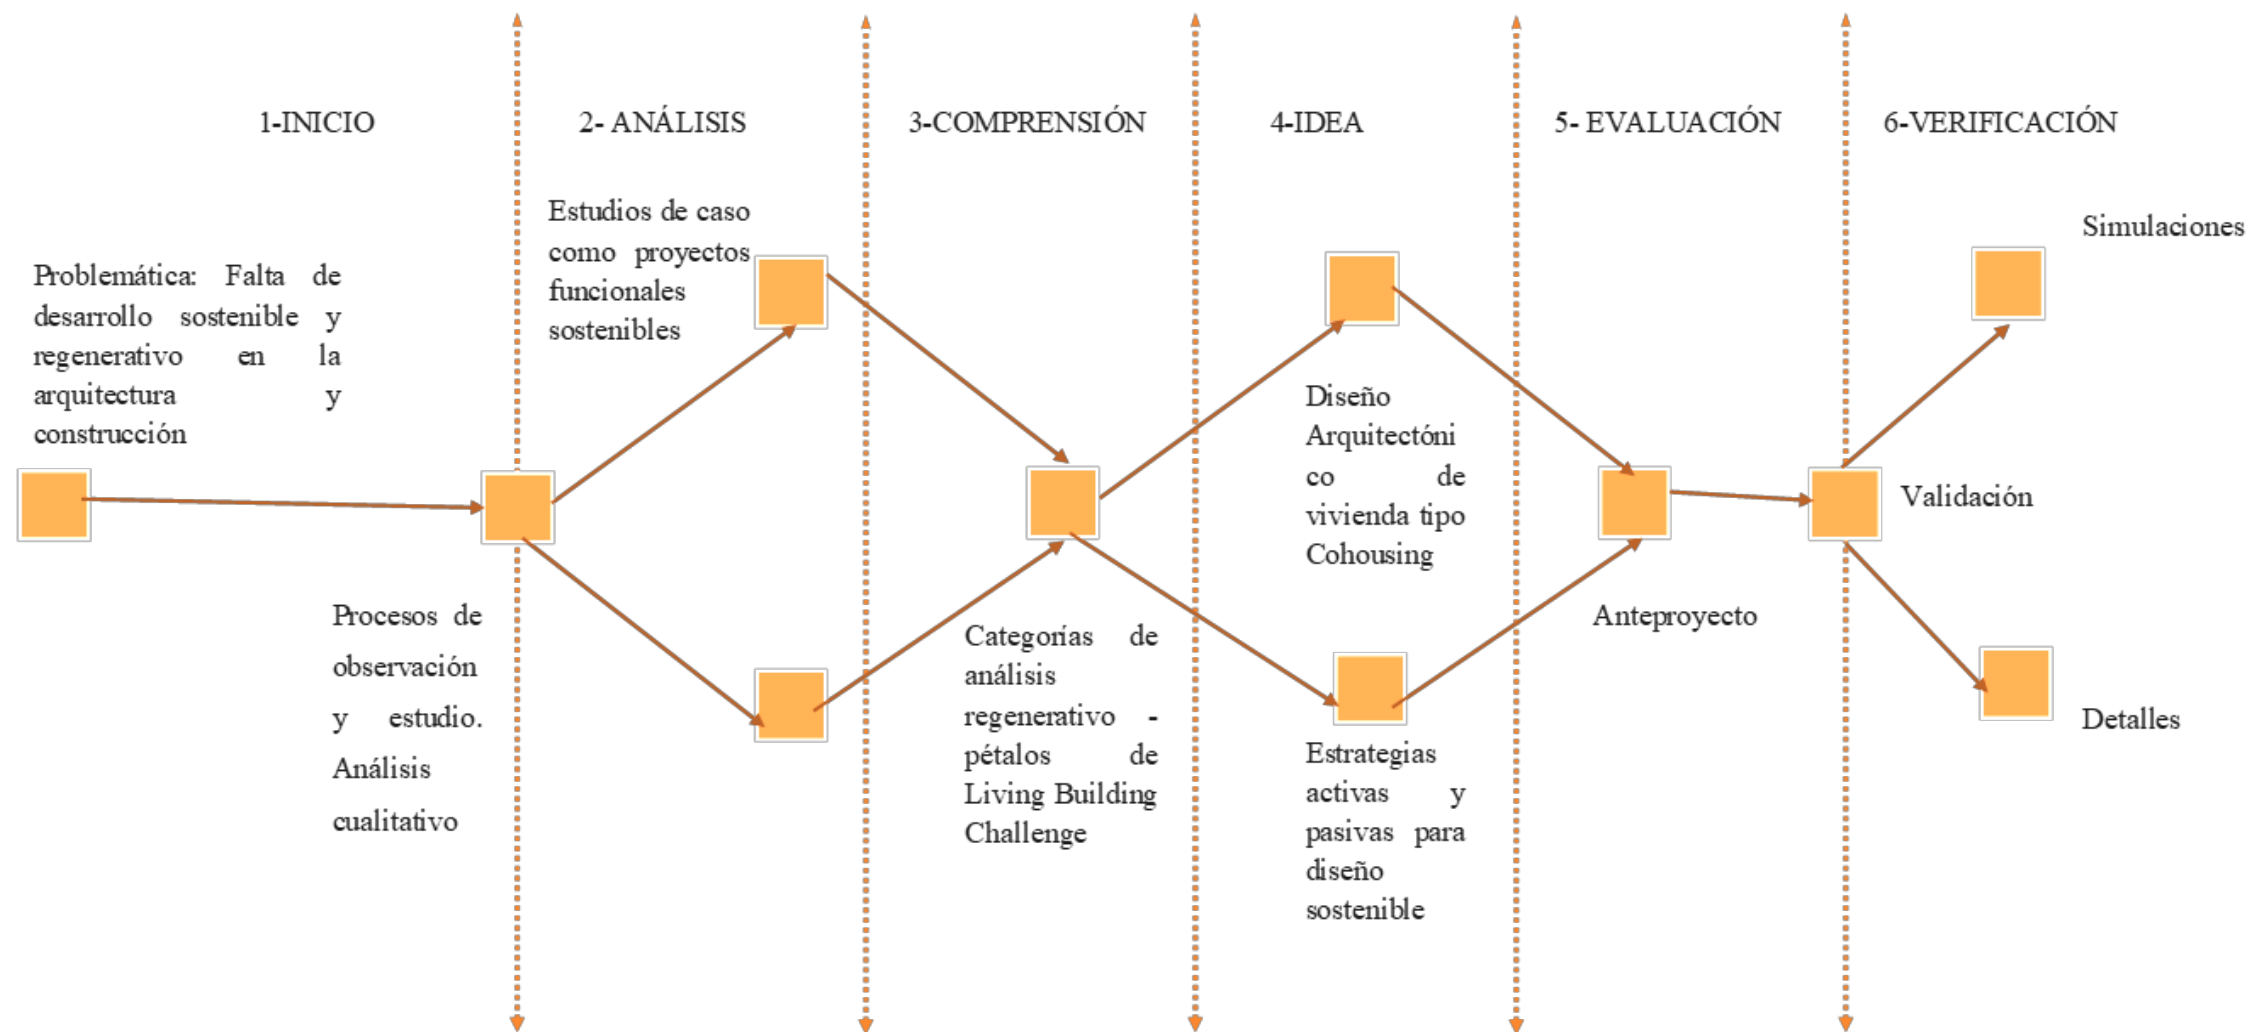 1-INICIO
2- ANÁLISIS
3-COMPRENSIÓN
4-IDEA
5- EVALUACIÓN
6-VERIFICACIÓN
Problemática: Falta de
desarrollo sostenible y
regenerativo en la
arquitectura y
construcción
Procesos de
observación
y estudio.
Análisis
cualitativo
Estudios de caso
como proyectos
funcionales
sostenibles
Categorías de
análisis
regenerativo -
pétalos de
Living Building
Challenge
Diseño
Arquitectóni
co de
vivienda tipo
Cohousing
Estrategias
activas y
pasivas para
diseño
sostenible
Anteproyecto
Simulaciones
Validación
Detalles